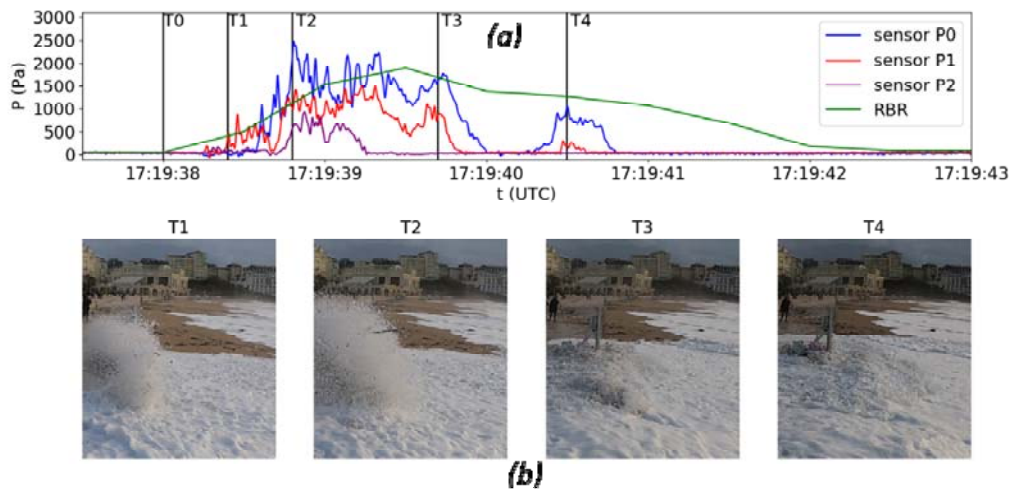 T0 T1 T2 T3 T4
(a)
3000
2500
2000
1500
1000
500
0
P (Pa)
sensor P0
sensor P1
sensor P2
RBR
17:19:38 17:19:39 17:19:40 17:19:41 17:19:42 17:19:43
t (UTC)
T1 T2 T3 T4
(b)